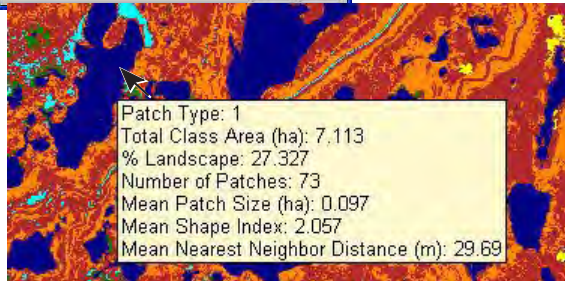 Patch Type: 1
Total Class Area (ha): 7.113
% Landscape: 27.327
Number of Patches: 73
Mean Patch Size (ha): 0.097
Mean Shape Index: 2.057
Mean Nearest Neighbor Distance (m): 29.69